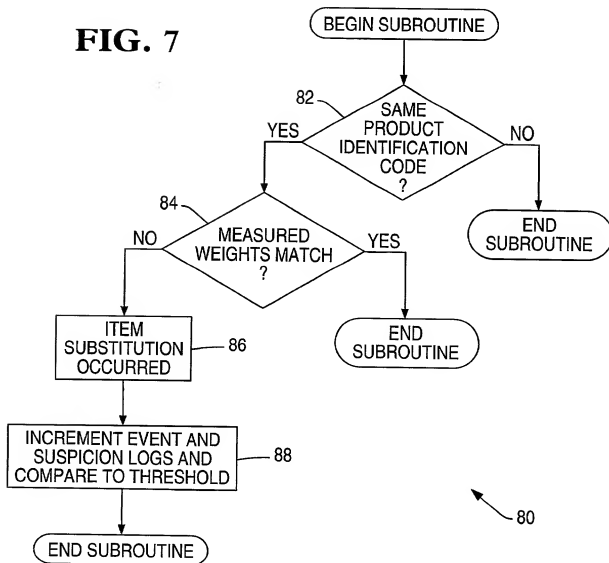 FIG. 7
BEGIN SUBROUTINE
82
SAME
PRODUCT
IDENTIFICATION
CODE
?
YES
NO
END
SUBROUTINE
84
MEASURED
WEIGHTS MATCH
?
NO
YES
END
SUBROUTINE
ITEM
SUBSTITUTION
OCCURRED
86
INCREMENT EVENT AND
SUSPICION LOGS AND
COMPARE TO THRESHOLD
88
END SUBROUTINE
80